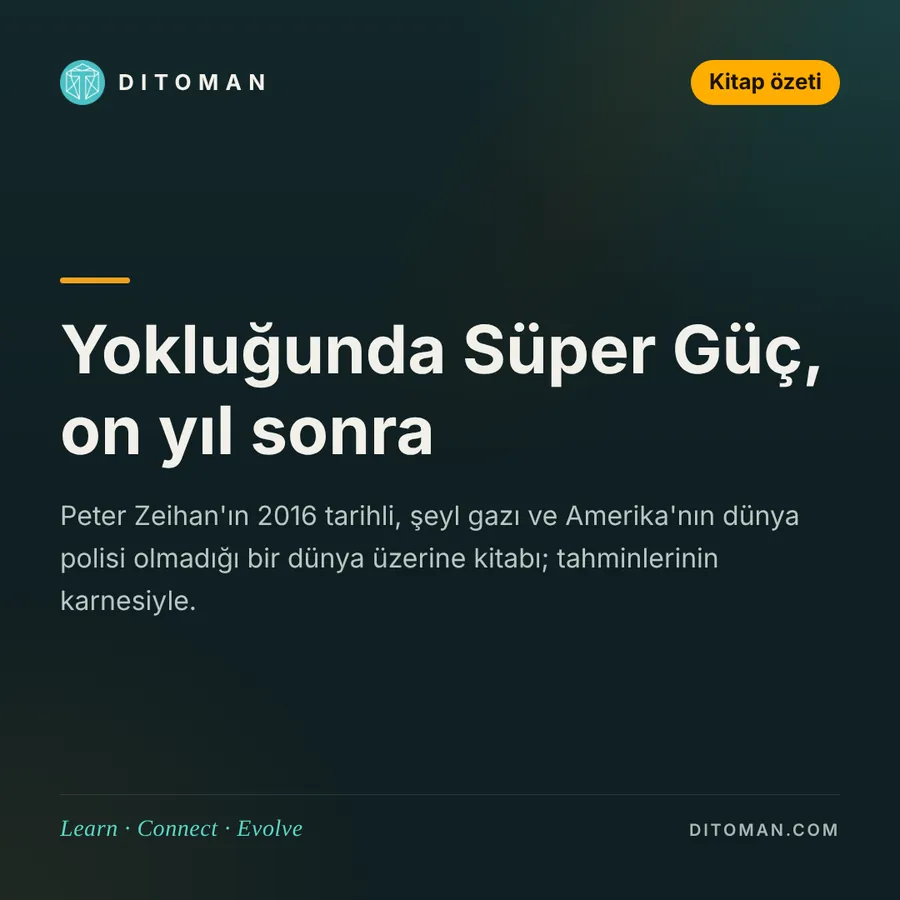 DITOMAN
Kitap özeti
Yokluğunda Süper Güç,
on yıl sonra
Peter Zeihan'ın 2016 tarihli, şeyl gazı ve Amerika'nın dünya
polisi olmadığı bir dünya üzerine kitabı; tahminlerinin
karnesiyle.
Learn · Connect · Evolve
DITOMAN.COM